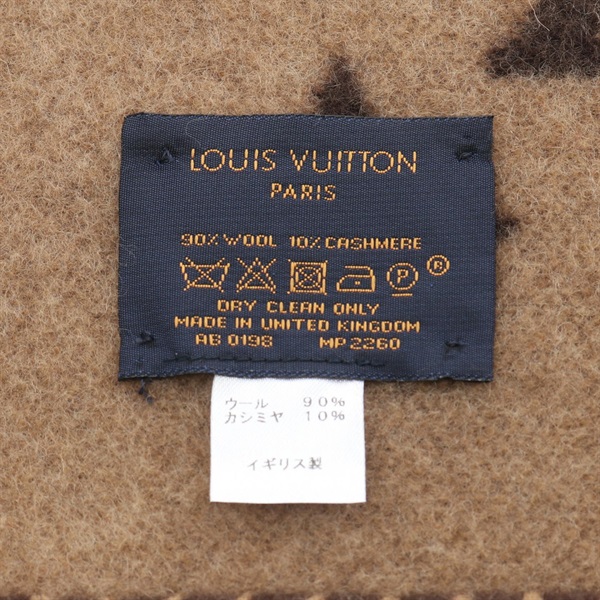 LOUIS VUITTON
PARIS
90% WOOL 10% CASHMERE
P ®
DRY CLEAN ONLY
MADE IN UNITED KINGDOM
AB 0198 MP 2260
ウール 90%
カシミヤ 10%
イギリス製